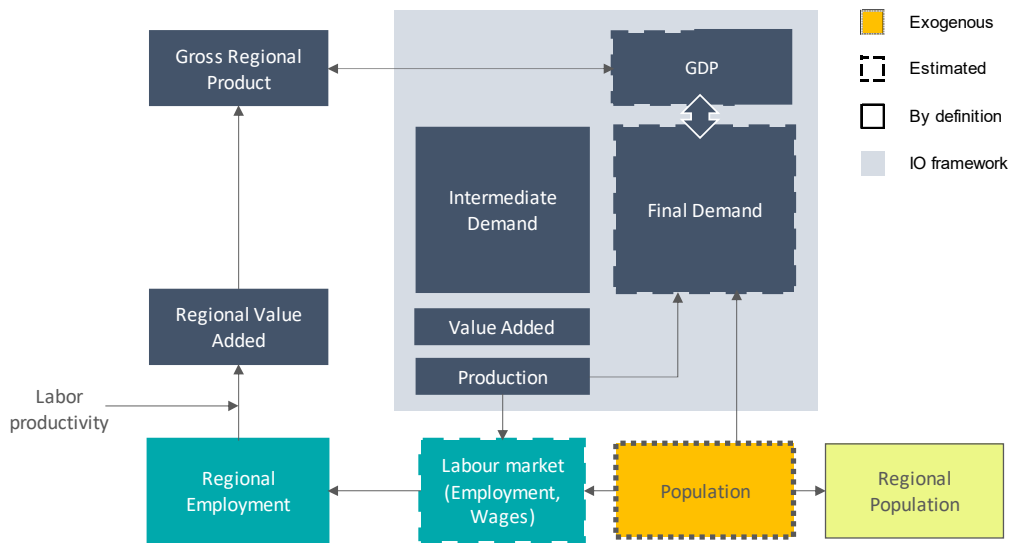 Gross Regional
Product
GDP
Exogenous
Estimated
By definition
IO framework
Intermediate
Demand
Final Demand
Regional Value
Added
Value Added
Production
Labor
productivity
Regional
Employment
Labour market
(Employment,
Wages)
Population
Regional
Population